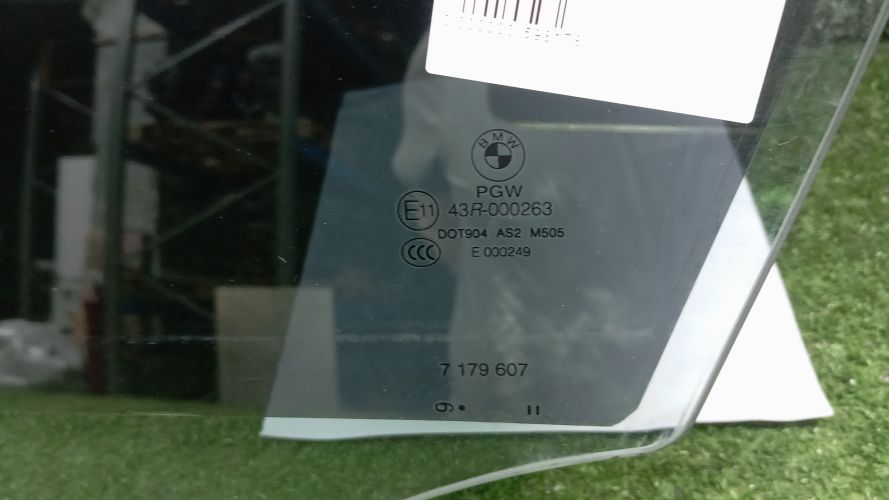 BMW
PGW
E11 43R-000263
DOT904 AS2 M505
CCC E 000249
7 179 607